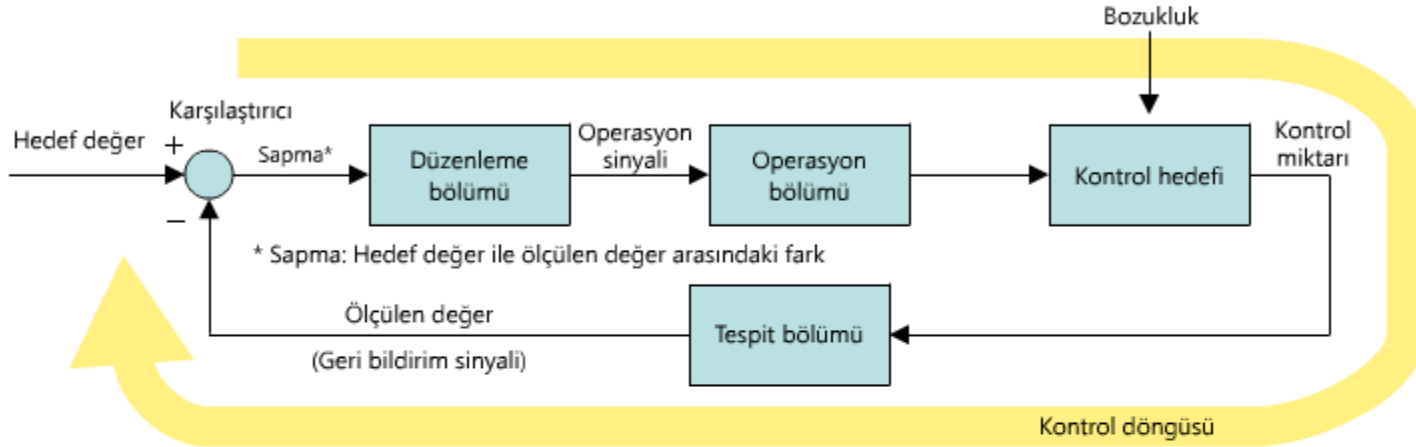 Bozukluk
Karşılaştırıcı
Hedef değer
+
−
Sapma*
Düzenleme
bölümü
Operasyon
sinyali
Operasyon
bölümü
Kontrol hedefi
Kontrol
miktarı
* Sapma: Hedef değer ile ölçülen değer arasındaki fark
Ölçülen değer
(Geri bildirim sinyali)
Tespit bölümü
Kontrol döngüsü